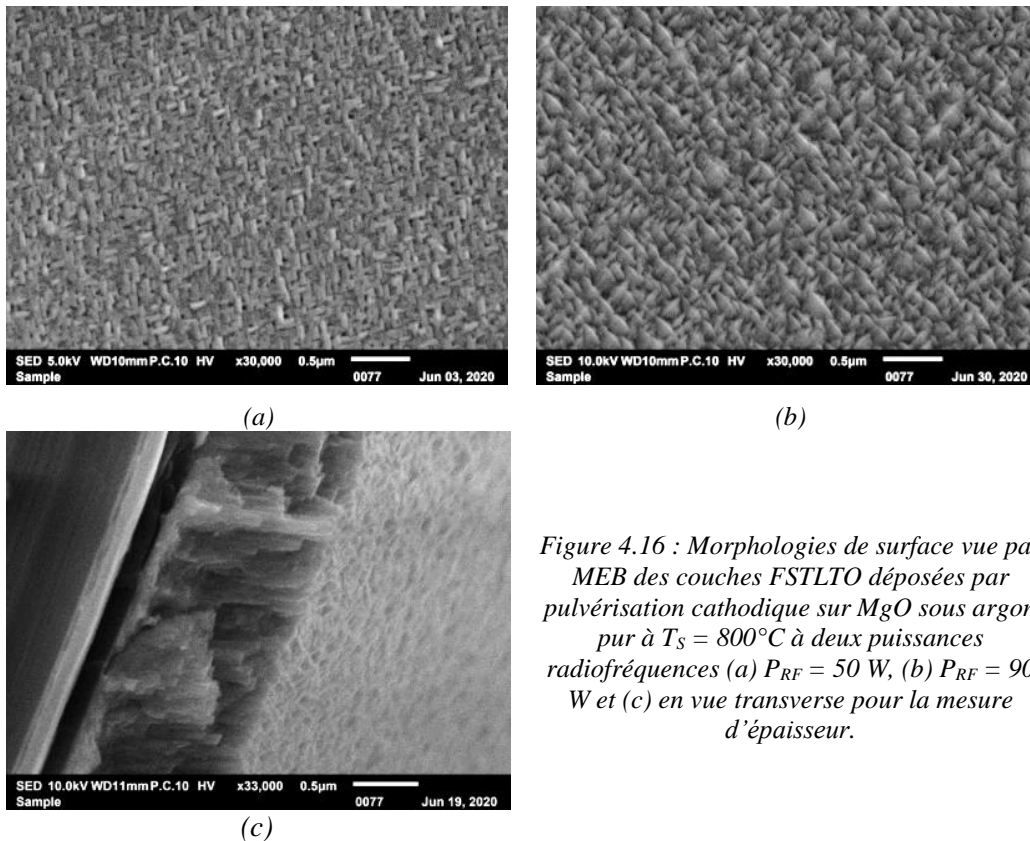 SED 5.0kV WD10mm P.C.10 HV x30,000 0.5µm
Sample 0077 Jun 03, 2020
SED 10.0kV WD10mm P.C.10 HV x30,000 0.5µm
Sample 0077 Jun 30, 2020
(a)
(b)
SED 10.0kV WD11mm P.C.10 HV x33,000 0.5µm
Sample 0077 Jun 19, 2020
(c)
Figure 4.16 : Morphologies de surface vue pa
MEB des couches FSTLTO déposées par
pulvérisation cathodique sur MgO sous argon
pur à TS = 800°C à deux puissances
radiofréquences (a) PRF = 50 W, (b) PRF = 90
W et (c) en vue transverse pour la mesure
d'épaisseur.